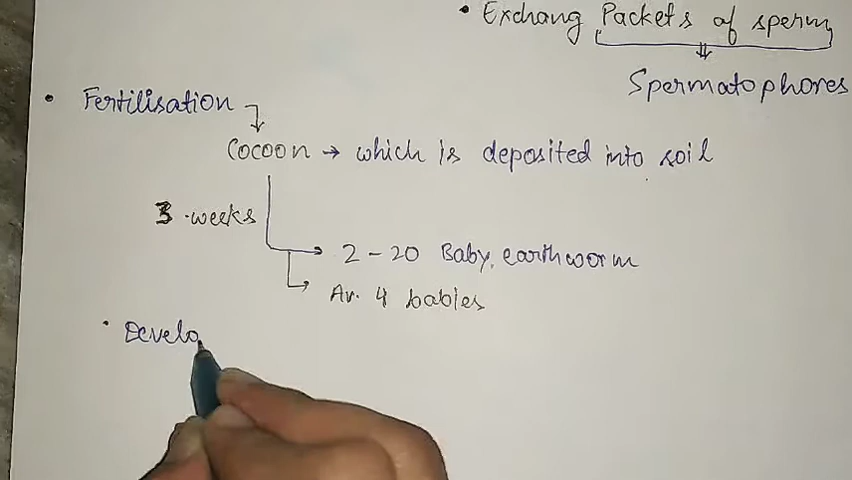 • Exchang Packets of sperm
Spermatophores
• Fertilisation
Cocoon → which is deposited into soil
3 weeks
2 - 20 Baby earthworm
Av. 4 babies
• Develo